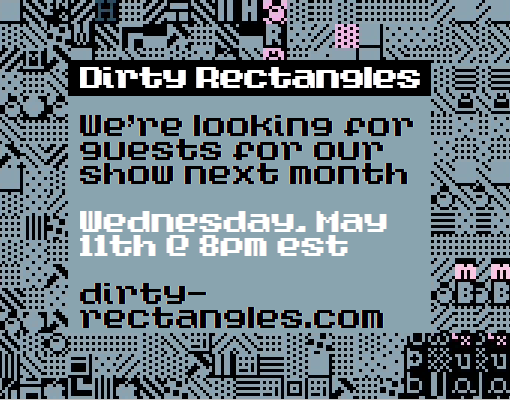 Dirty Rectangles
We're looking for
guests for our
show next month
Wednesday, May
11th @ 8pm est
dirty-
rectangles.com